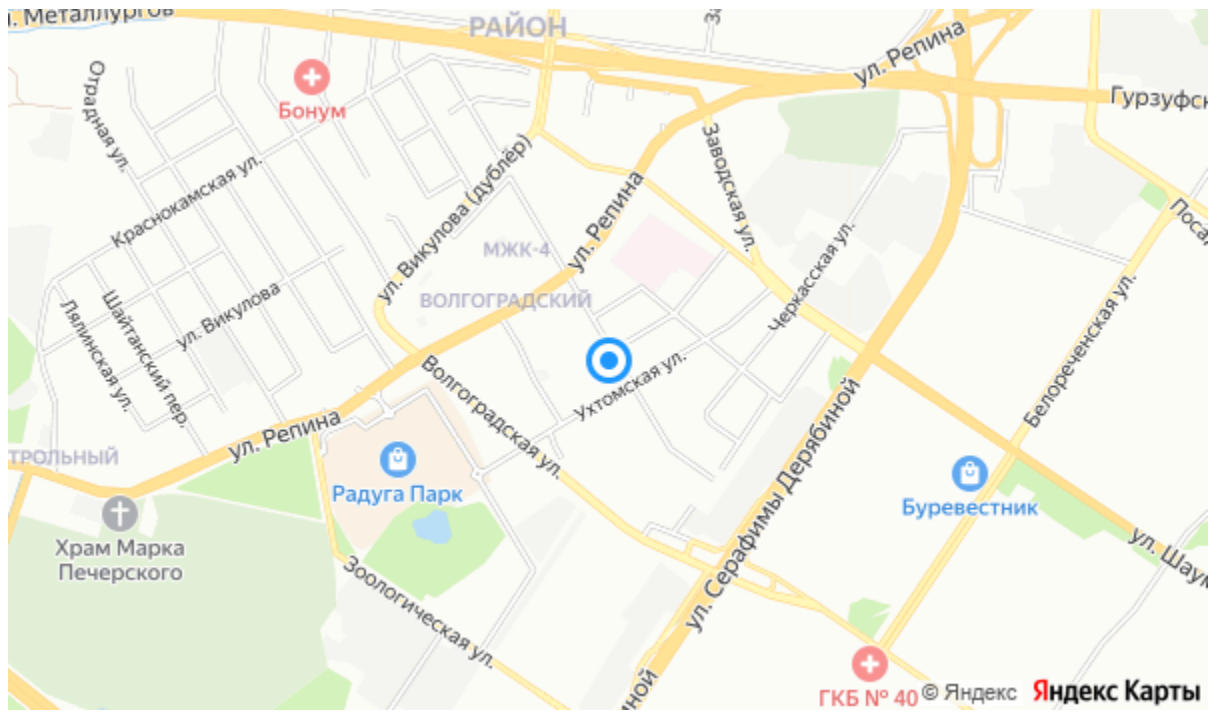 л. Металлургов
РАЙОН
ул. Репина
Гурзуфск
Отрадная ул.
Бонум
Заводская ул.
Краснокамская ул.
ул. Викулова (дублёр)
МЖК-4
ул. Репина
Черкасская ул.
Посад
ВОЛГОГРАДСКИЙ
Белореченская ул.
ул. Викулова
Шайтанский пер.
Лялинская ул.
Волгоградская ул.
Ухтомская ул.
ул. Репина
ТРОЛЬНЫЙ
Радуга Парк
ул. Серафимы Дерябиной
Буревестник
Храм Марка
Печерского
ул. Шаум
Зоологическая ул.
иной
ГКБ № 40
© Яндекс Яндекс Карты